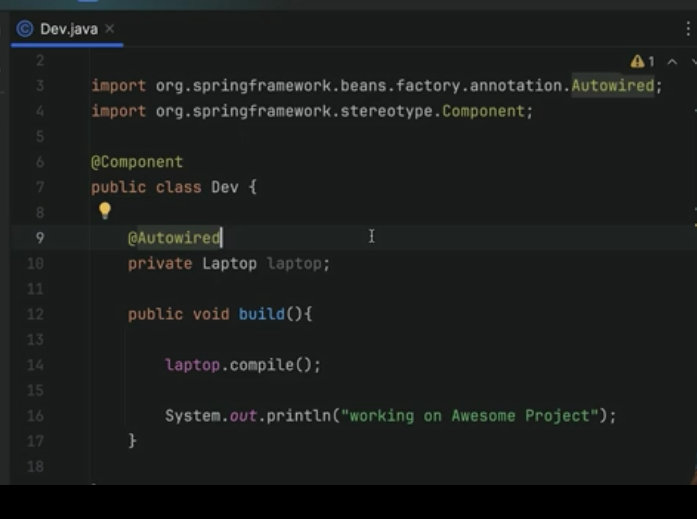 Dev.java
1
2
3 import org.springframework.beans.factory.annotation.Autowired;
4 import org.springframework.stereotype.Component;
5
6 @Component
7 public class Dev {
8
9 @Autowired
10 private Laptop laptop;
11
12 public void build(){
13
14 laptop.compile();
15
16 System.out.println("working on Awesome Project");
17 }
18